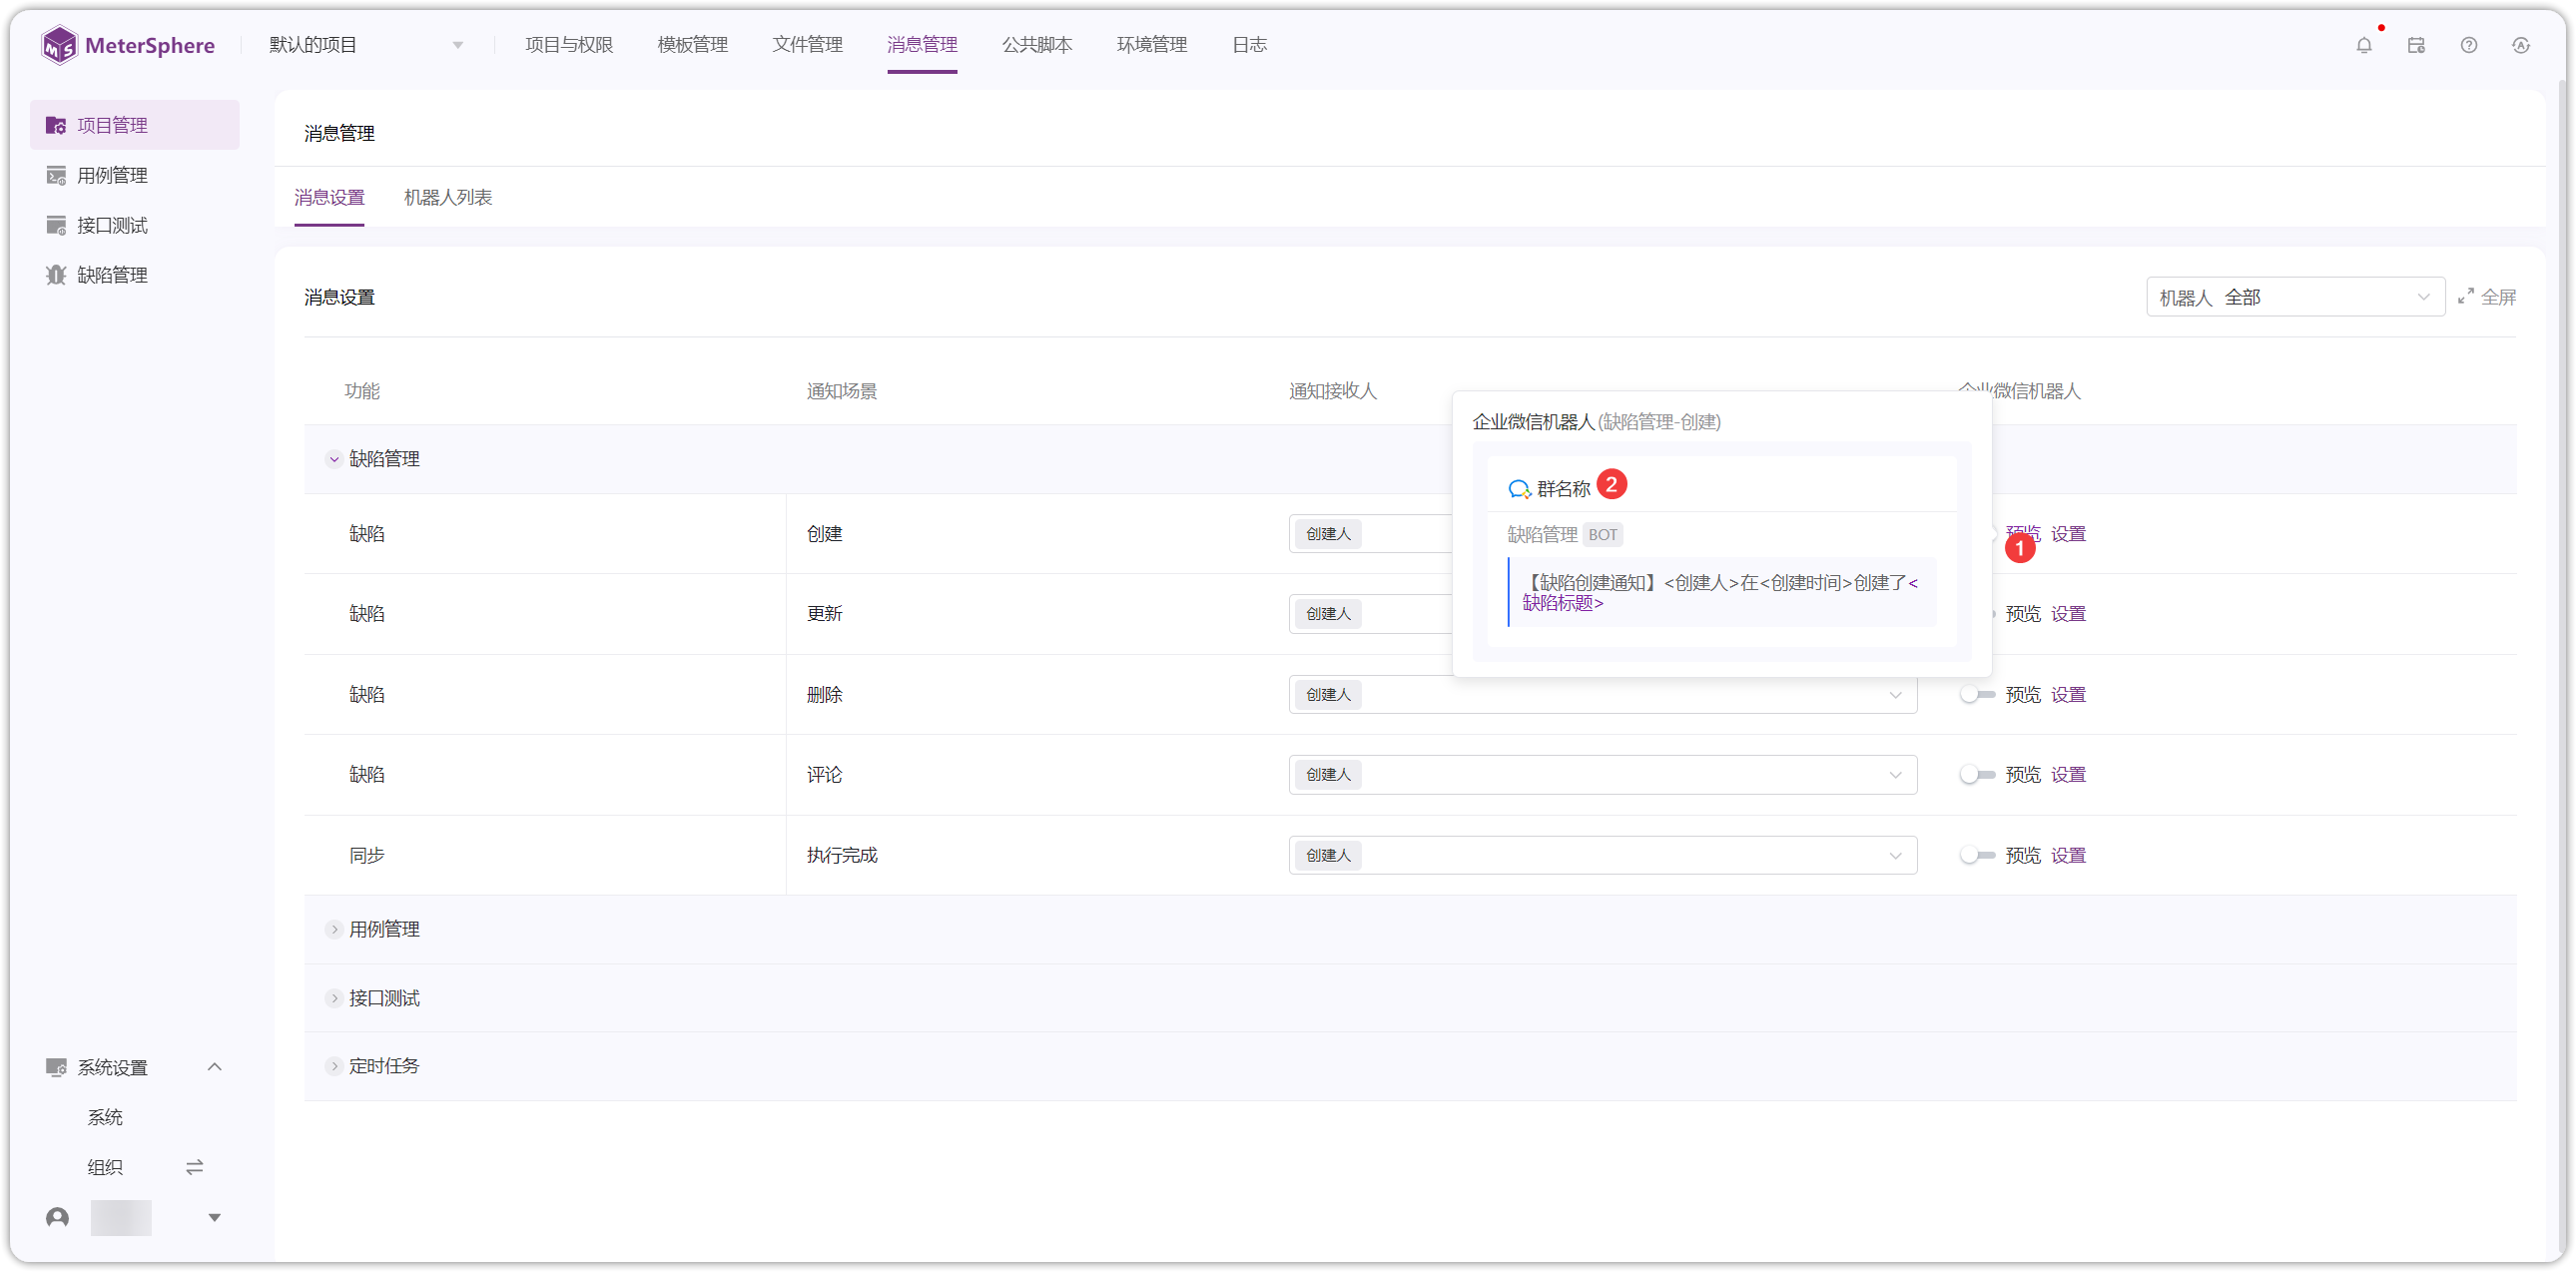 MeterSphere 默认的项目 项目与权限 模板管理 文件管理 消息管理 公共脚本 环境管理 日志
项目管理
用例管理
接口测试
缺陷管理
消息管理
消息设置 机器人列表
消息设置 机器人 全部 全屏
功能 通知场景 通知接收人 企业微信机器人
企业微信机器人(缺陷管理-创建)
群名称 2
缺陷管理 BOT
【缺陷创建通知】<创建人>在<创建时间>创建了<
缺陷标题>
缺陷管理
缺陷 创建 创建人 预览 设置
1
缺陷 更新 创建人 预览 设置
缺陷 删除 创建人 预览 设置
缺陷 评论 创建人 预览 设置
同步 执行完成 创建人 预览 设置
用例管理
接口测试
定时任务
系统设置
系统
组织